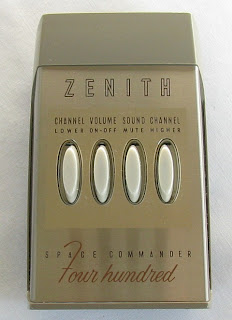 ZENITH
CHANNEL VOLUME SOUND CHANNEL
LOWER ON-OFF MUTE HIGHER
SPACE COMMANDER
Four hundred